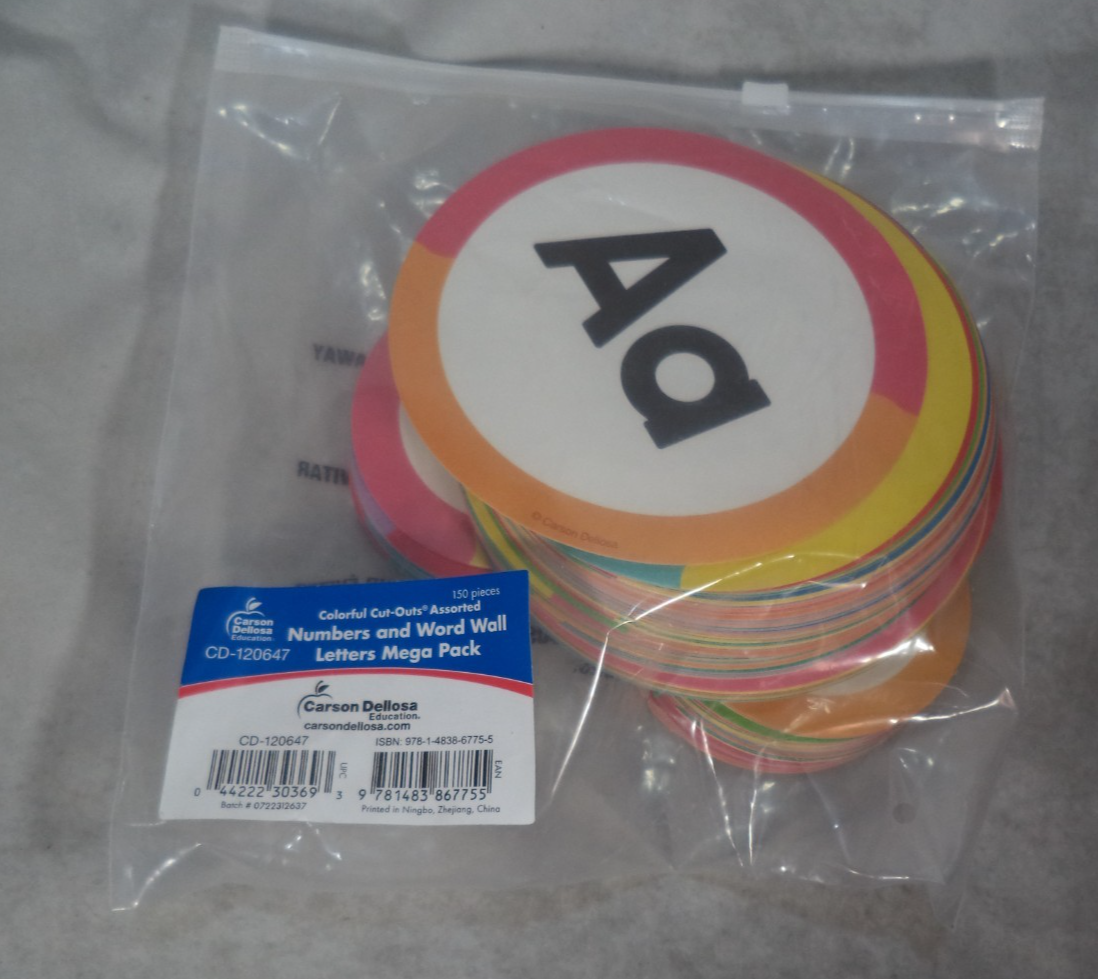 Aa
© Carson Dellosa
150 pieces
Colorful Cut-Outs® Assorted
Numbers and Word Wall
Letters Mega Pack
Carson
Dellosa
Education
CD-120647
Carson Dellosa
Education.
carsondellosa.com
CD-120647
ISBN: 978-1-4838-6775-5
UPC
EAN
0 44222 30369 3
9 781483 867755
Batch # 0722312637
Printed in Ningbo, Zhejiang, China